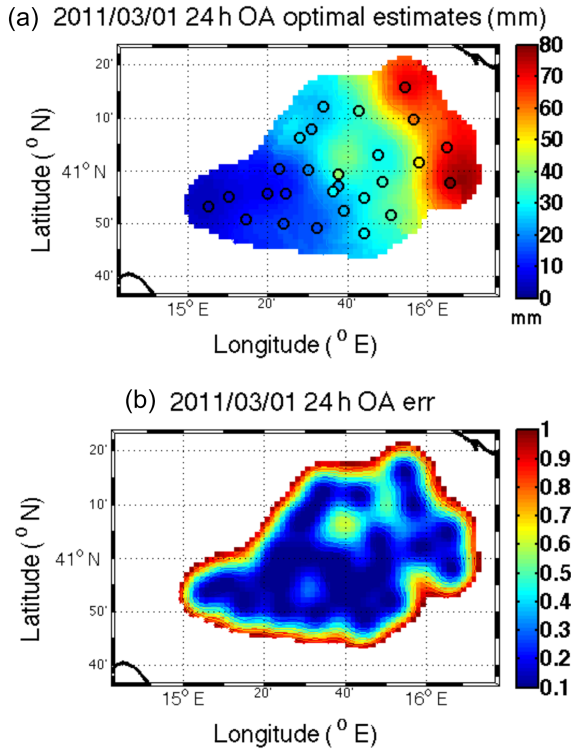 (a) 2011/03/01 24 h OA optimal estimates (mm)
20'
10'
41° N
50'
40'
Latitude ( ° N)
15° E
20'
40'
16° E
Longitude ( ° E)
80
70
60
50
40
30
20
10
0
mm
(b) 2011/03/01 24 h OA err
20'
10'
41° N
50'
40'
Latitude ( ° N)
15° E
20'
40'
16° E
Longitude ( ° E)
1
0.9
0.8
0.7
0.6
0.5
0.4
0.3
0.2
0.1